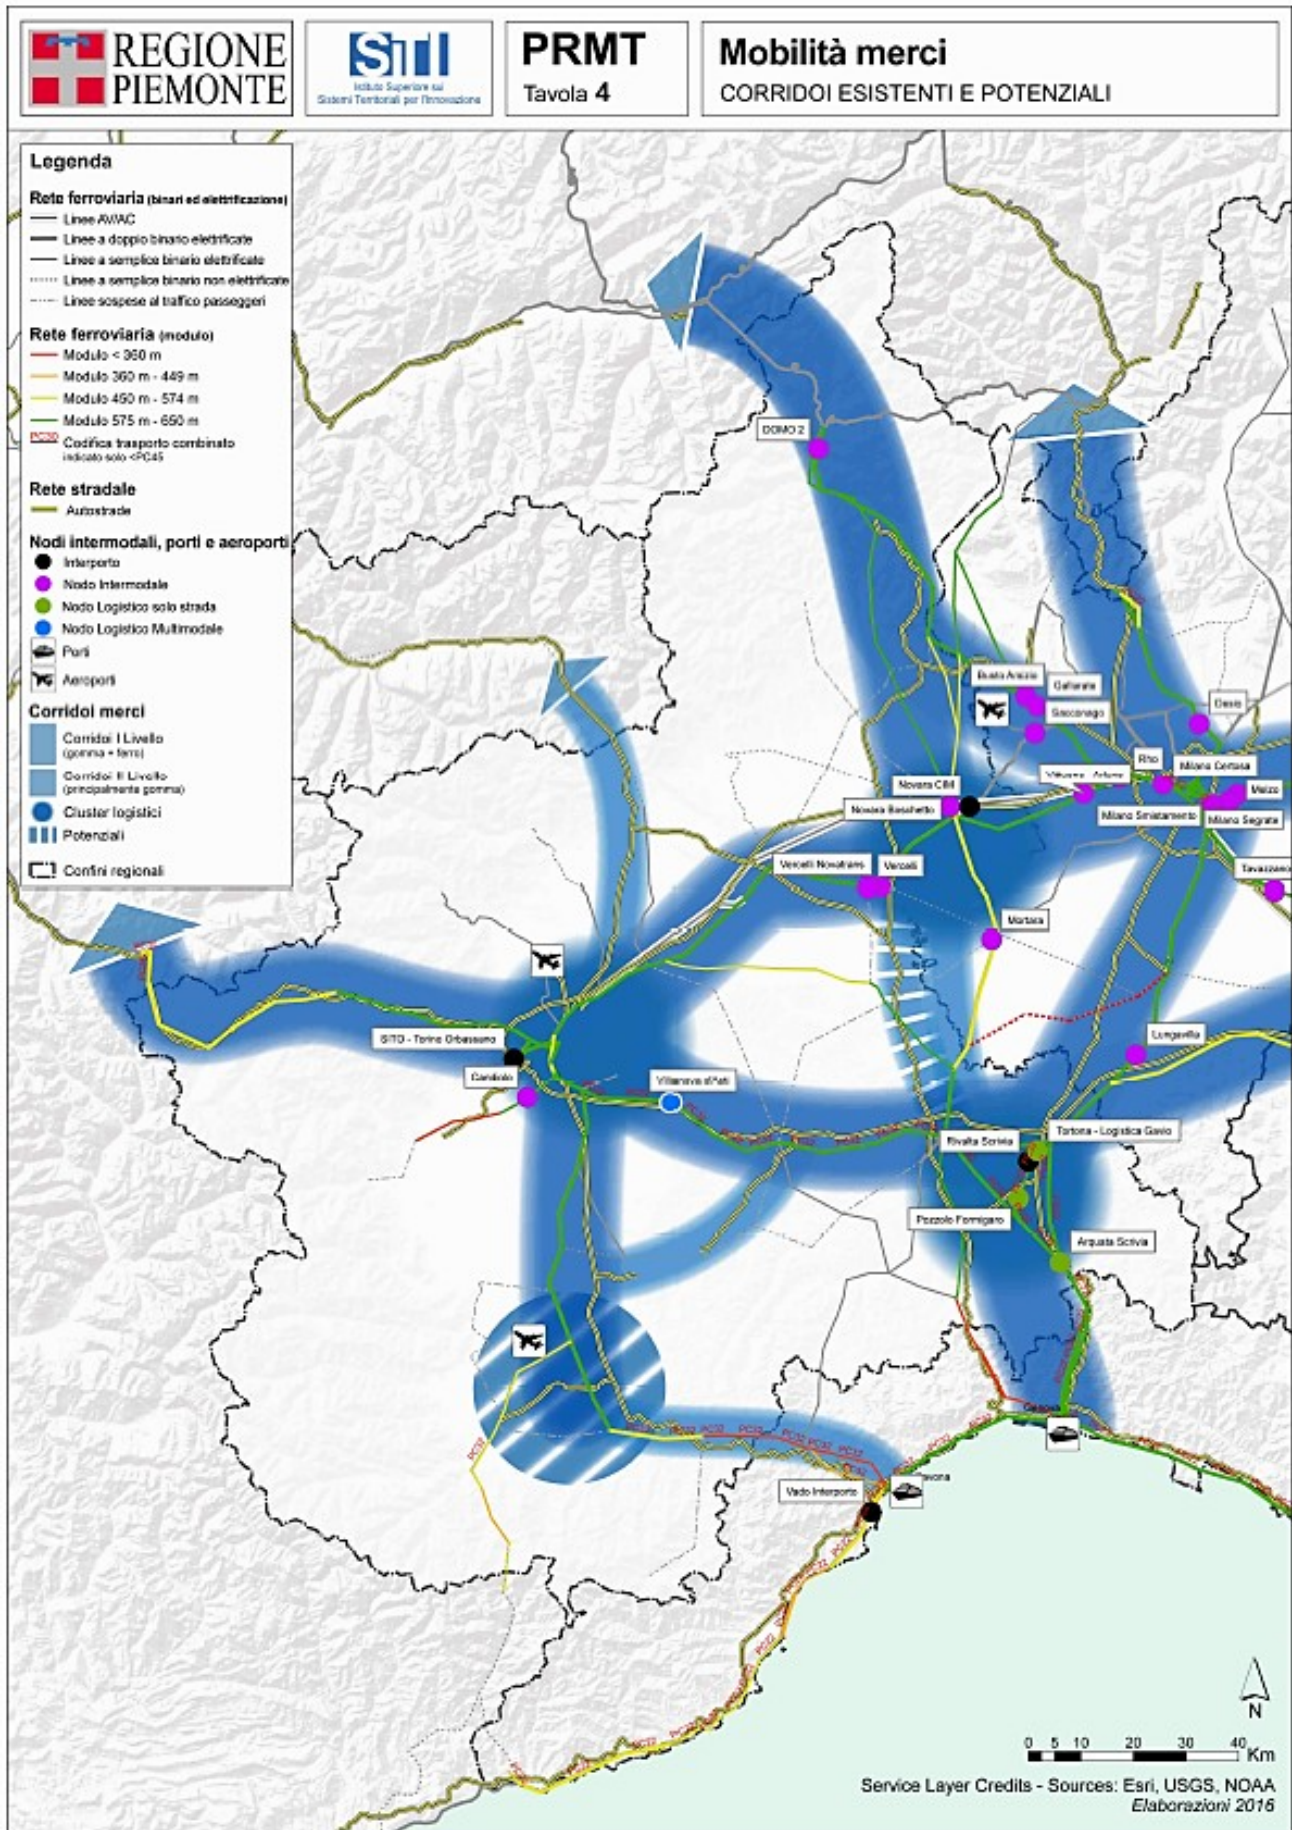 REGIONE
PIEMONTE
SiTI
Istituto Superiore sui
Sistemi Territoriali per l'Innovazione
PRMT
Tavola 4
Mobilità merci
CORRIDOI ESISTENTI E POTENZIALI
Legenda
Rete ferroviaria (binari ed elettrificazione)
Linee AV/AC
Linee a doppio binario elettrificate
Linee a semplice binario elettrificate
Linee a semplice binario non elettrificate
Linee sospese al traffico passeggeri
Rete ferroviaria (modulo)
Modulo < 360 m
Modulo 360 m - 449 m
Modulo 450 m - 574 m
Modulo 575 m - 650 m
Codifica trasporto combinato
indicato solo <PC45
Rete stradale
Autostrade
Nodi intermodali, porti e aeroporti
Interporto
Nodo Intermodale
Nodo Logistico solo strada
Nodo Logistico Multimodale
Porti
Aeroporti
Corridoi merci
Corridoi I Livello
(gomma + ferro)
Corridoi II Livello
(principalmente gomma)
Cluster logistici
Potenziali
Confini regionali
DOMO 2
Busto Arsizio
Gallarate
Sacconago
Desio
Rho
Milano Certosa
Novara CIM
Melzo
Novara Boschetto
Milano Smistamento
Milano Segrate
Vercelli Novatrans
Vercelli
Tavazzano
Mortara
SITO - Torino Orbassano
Lungavilla
Candiolo
Villanova d'Asti
Tortona - Logistica Gavio
Rivalta Scrivia
Pozzolo Formigaro
Arquata Scrivia
Genova
PC32
PC32
PC32
PC32
Vado Interporto
PC32
PC32
PC32
N
0 5 10 20 30 40
Km
Service Layer Credits - Sources: Esri, USGS, NOAA
Elaborazioni 2016